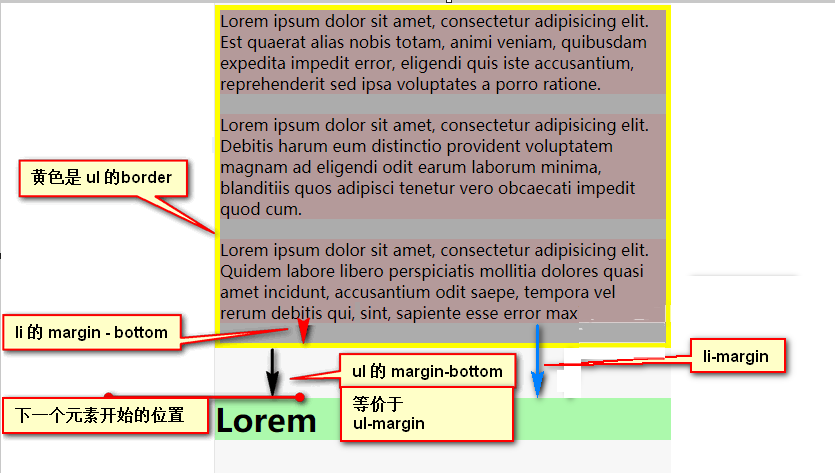 Lorem ipsum dolor sit amet, consectetur adipisicing elit.
Est quaerat alias nobis totam, animi veniam, quibusdam
expedita impedit error, eligendi quis iste accusantium,
reprehenderit sed ipsa voluptates a porro ratione.
Lorem ipsum dolor sit amet, consectetur adipisicing elit.
Debitis harum eum distinctio provident voluptatem
magnam ad eligendi odit earum laborum minima,
blanditiis quos adipisci tenetur vero obcaecati impedit
quod cum.
黄色是 ul 的border
Lorem ipsum dolor sit amet, consectetur adipisicing elit.
Quidem labore libero perspiciatis mollitia dolores quasi
amet incidunt, accusantium odit saepe, tempora vel
rerum debitis qui, sint, sapiente esse error max
li 的 margin - bottom
li-margin
ul 的 margin-bottom
等价于
ul-margin
下一个元素开始的位置
Lorem